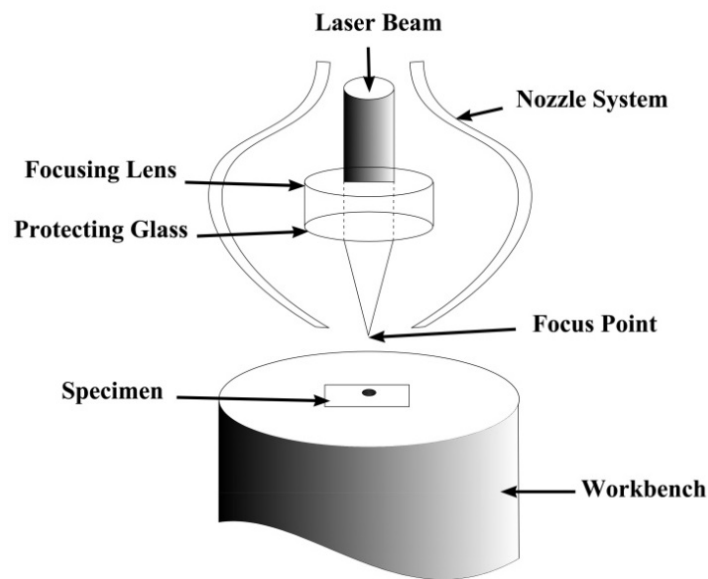 Laser Beam
Nozzle System
Focusing Lens
Protecting Glass
Focus Point
Specimen
Workbench